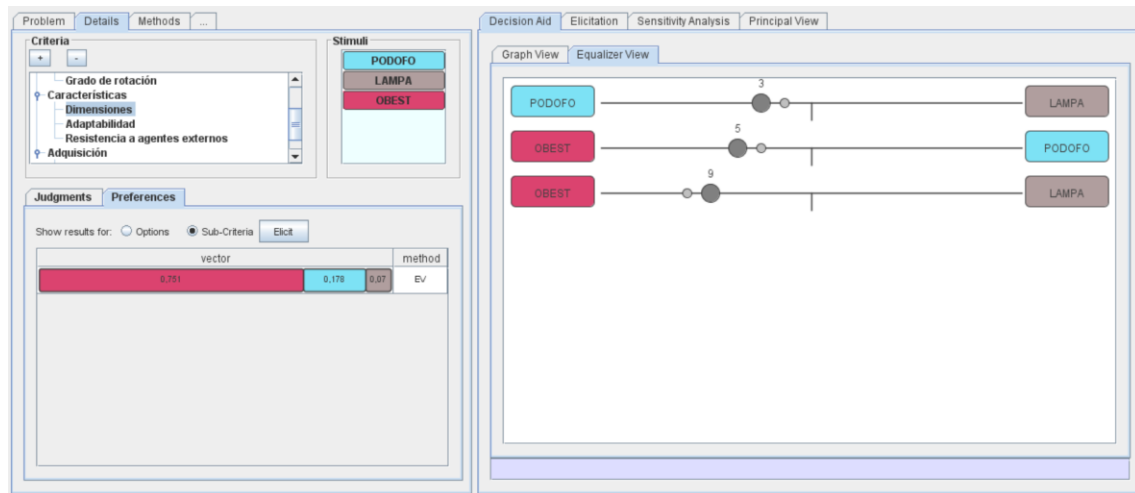 Problem Details Methods ...
Criteria
+ -
Grado de rotación
Características
Dimensiones
Adaptabilidad
Resistencia a agentes externos
Adquisición
Stimuli
PODOFO
LAMPA
OBEST
Judgments Preferences
Show results for: Options Sub-Criteria Elicit
vector method
0,751 0,178 0,07 EV
Decision Aid Elicitation Sensitivity Analysis Principal View
Graph View Equalizer View
3
PODOFO LAMPA
5
OBEST PODOFO
9
OBEST LAMPA